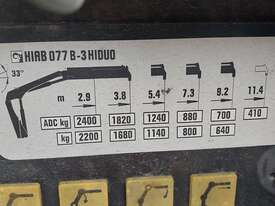 HIAB 077 B-3 HIDUO
33°
m 2.9 3.8 5.4 7.3 9.2 11.4
ADC kg 2400 1820 1240 880 700 410
kg 2200 1680 1140 800 640